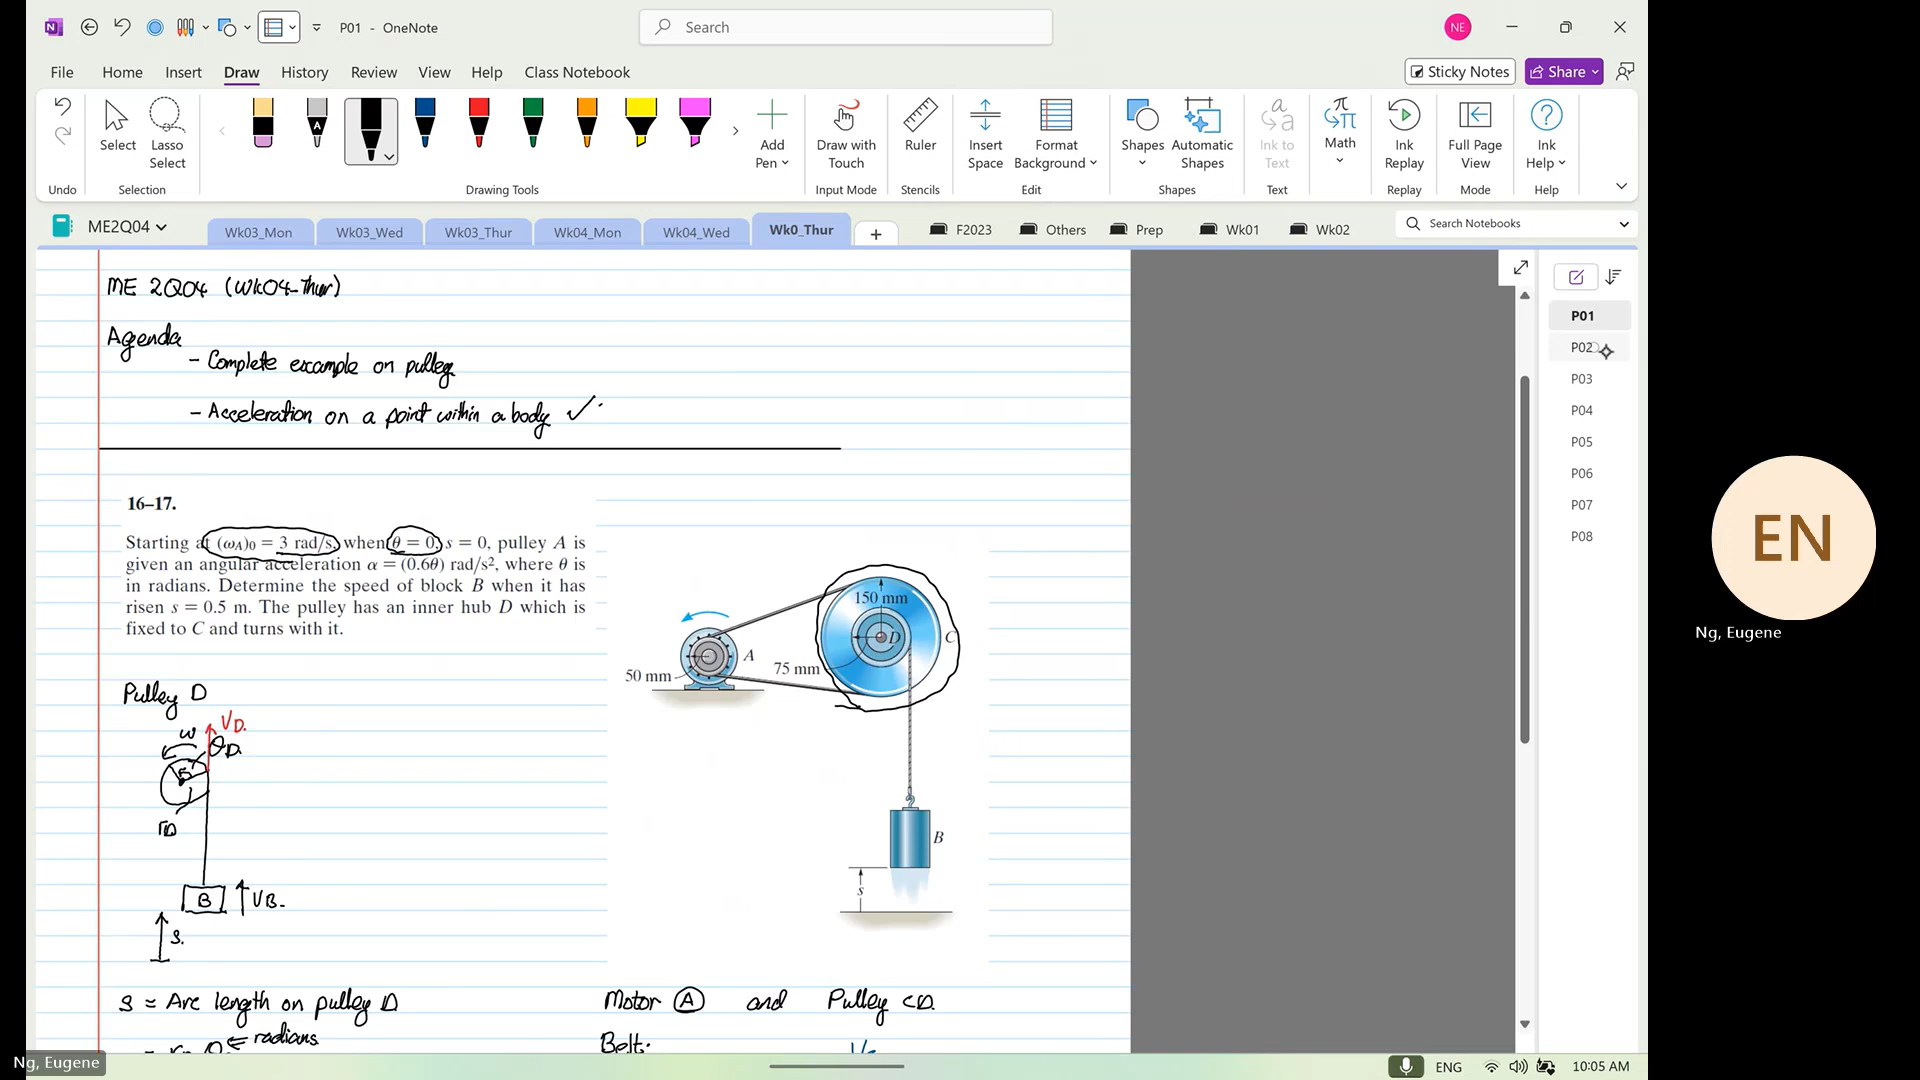 P01 - OneNote
Search
NE
File
Home
Insert
Draw
History
Review
View
Help
Class Notebook
Sticky Notes
Share
Undo
Select
Lasso Select
Selection
A
Drawing Tools
Add Pen
Draw with Touch
Input Mode
Ruler
Stencils
Insert Space
Format Background
Edit
Shapes
Automatic Shapes
Shapes
Ink to Text
Text
Math
Ink Replay
Replay
Full Page View
Mode
Ink Help
Help
ME2Q04
Wk03_Mon
Wk03_Wed
Wk03_Thur
Wk04_Mon
Wk04_Wed
Wk0_Thur
F2023
Others
Prep
Wk01
Wk02
Search Notebooks
P01
P02
P03
P04
P05
P06
P07
P08
ME 2Q04 (Wk04-Thur)
Agenda
- Complete example on pulley
- Acceleration on a point within a body ✓
16–17.
Starting at (ωA)0 = 3 rad/s, when θ = 0, s = 0, pulley A is
given an angular acceleration α = (0.6θ) rad/s², where θ is
in radians. Determine the speed of block B when it has
risen s = 0.5 m. The pulley has an inner hub D which is
fixed to C and turns with it.
150 mm
D
C
A
75 mm
50 mm
B
s
Pulley D
VD.
ω
θD.
rD
B
VB.
s.
s = Arc length on pulley D
radians
Motor A and Pulley CD.
Belt:
EN
Ng, Eugene
Ng, Eugene
ENG
10:05 AM